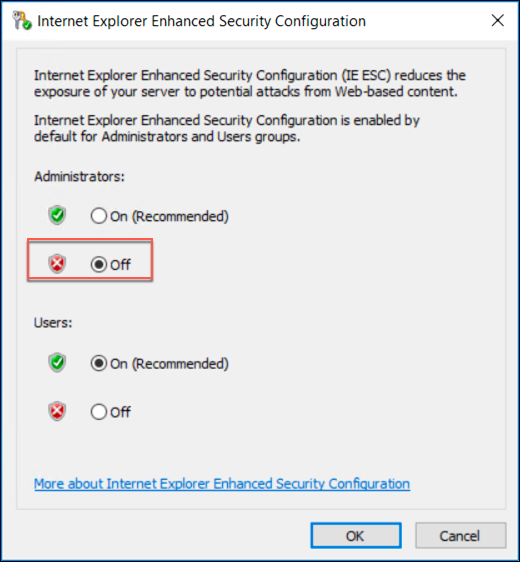 Internet Explorer Enhanced Security Configuration
Internet Explorer Enhanced Security Configuration (IE ESC) reduces the
exposure of your server to potential attacks from Web-based content.
Internet Explorer Enhanced Security Configuration is enabled by
default for Administrators and Users groups.
Administrators:
On (Recommended)
Off
Users:
On (Recommended)
Off
More about Internet Explorer Enhanced Security Configuration
OK Cancel